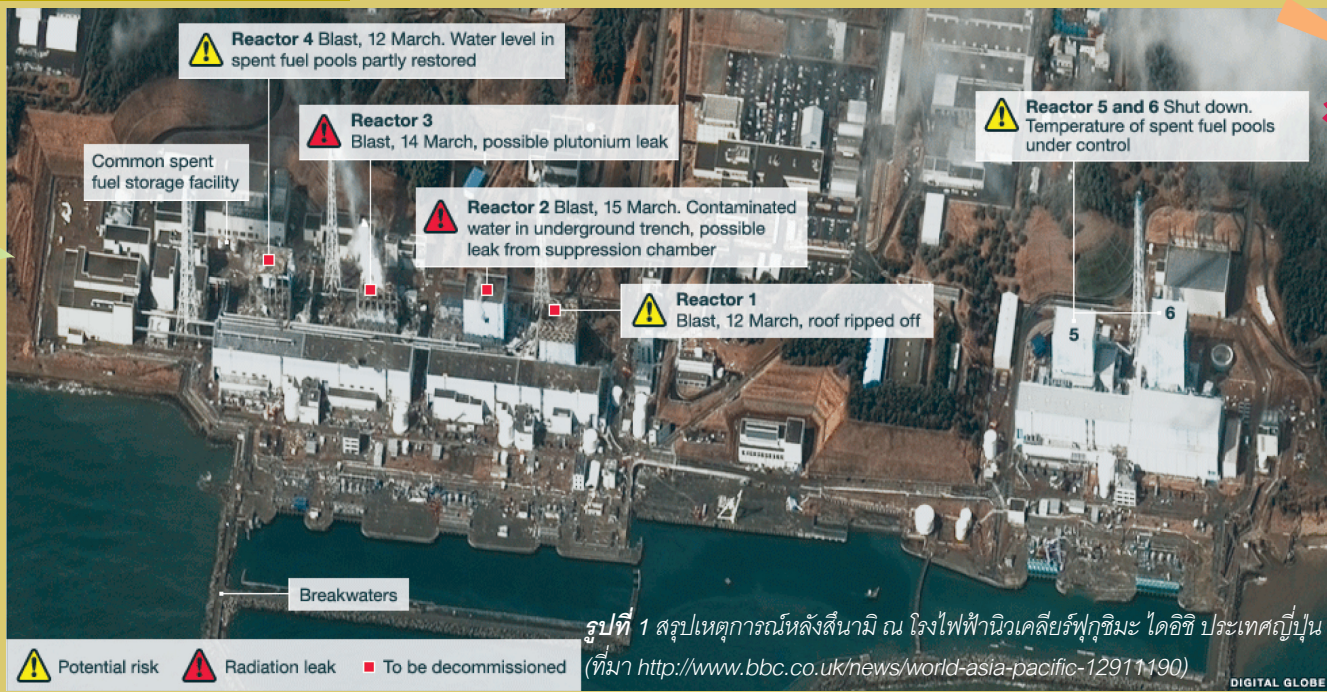 Reactor 4 Blast, 12 March. Water level in
spent fuel pools partly restored
Reactor 3
Blast, 14 March, possible plutonium leak
Common spent
fuel storage facility
Reactor 2 Blast, 15 March. Contaminated
water in underground trench, possible
leak from suppression chamber
Reactor 1
Blast, 12 March, roof ripped off
Reactor 5 and 6 Shut down.
Temperature of spent fuel pools
under control
5
6
Breakwaters
รูปที่ 1 สรุปเหตุการณ์หลังสึนามิ ณ โรงไฟฟ้านิวเคลียร์ฟุกุชิมะ ไดอิชิ ประเทศญี่ปุ่น
(ที่มา http://www.bbc.co.uk/news/world-asia-pacific-12911190)
Potential risk
Radiation leak
To be decommissioned
DIGITAL GLOBE